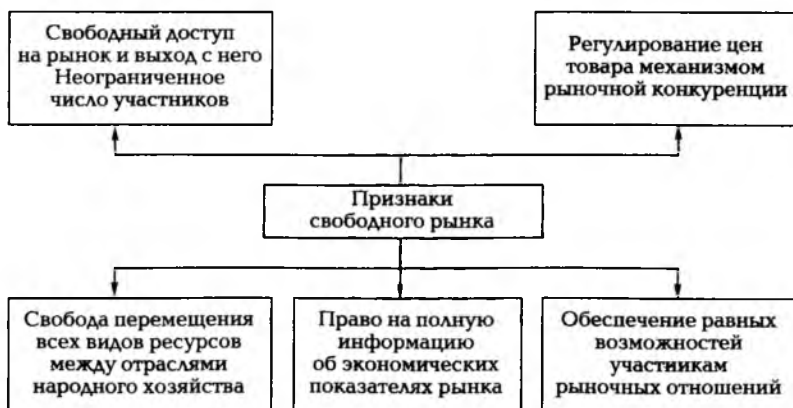 Свободный доступ
на рынок и выход с него
Неограниченное
число участников
Регулирование цен
товара механизмом
рыночной конкуренции
Признаки
свободного рынка
Свобода перемещения
всех видов ресурсов
между отраслями
народного хозяйства
Право на полную
информацию
об экономических
показателях рынка
Обеспечение равных
возможностей
участникам
рыночных отношений